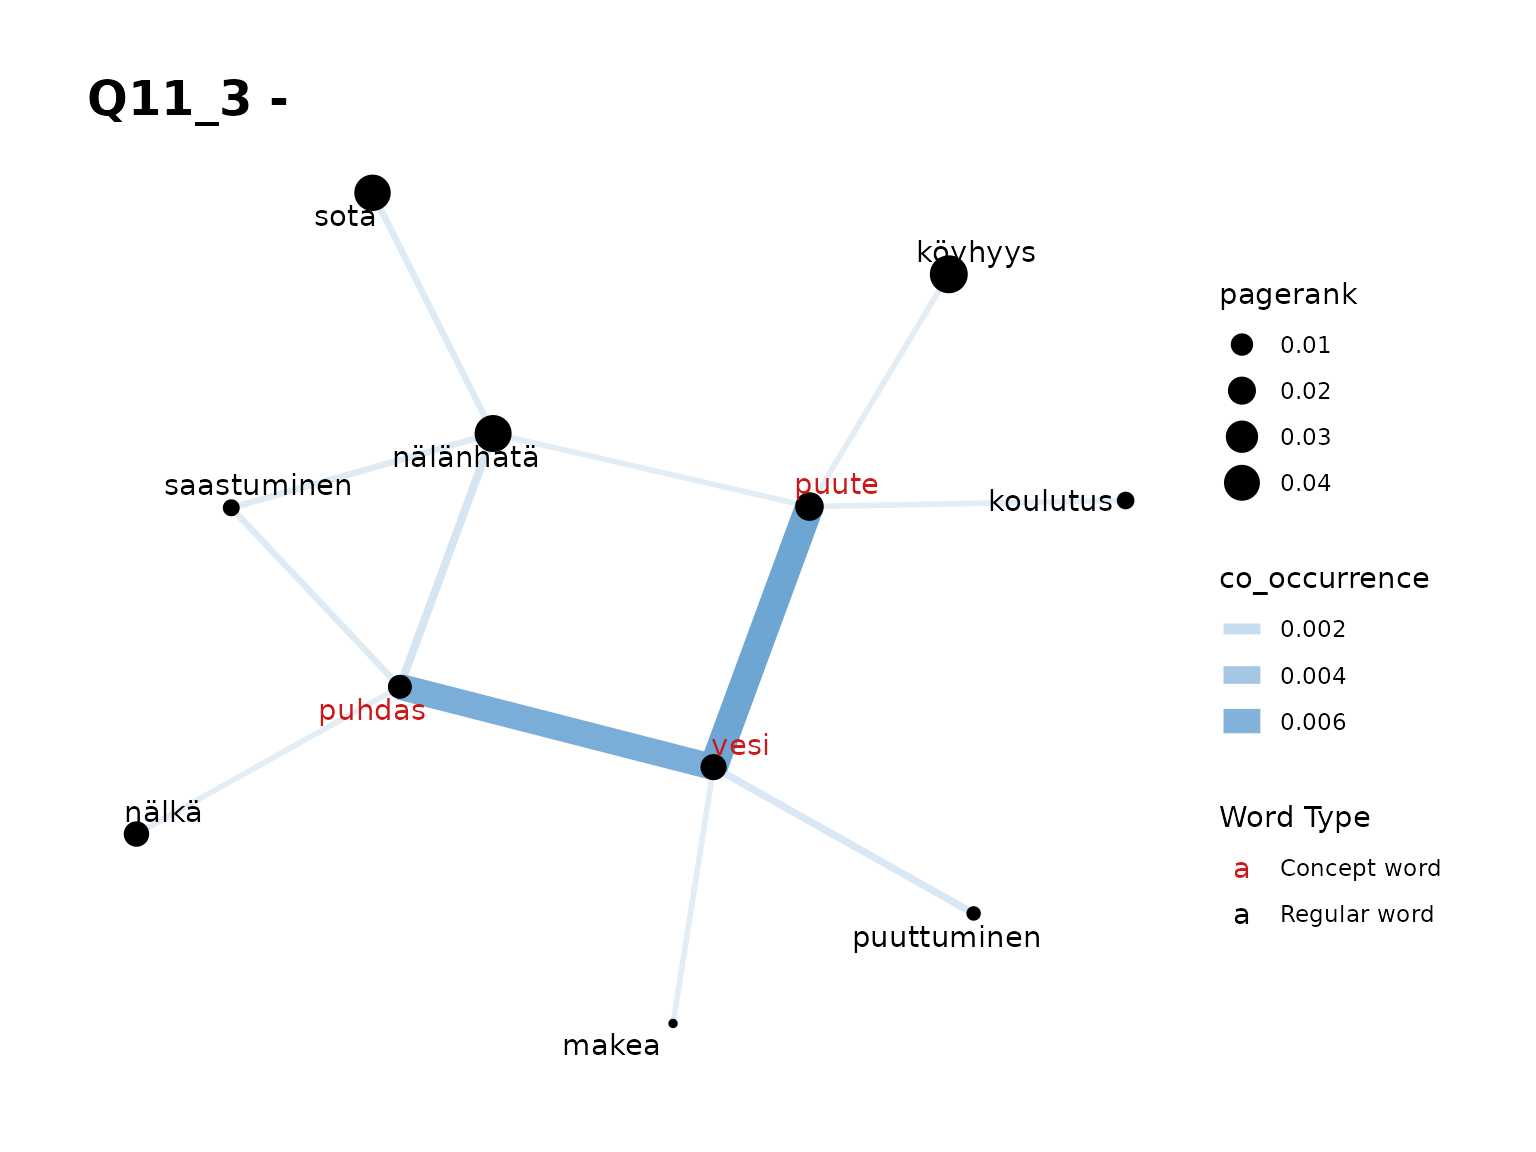 Q11_3 -
sota
köyhyys
nälänhätä
saastuminen
puute
koulutus
puhdas
vesi
nälkä
puuttuminen
makea
pagerank
0.01
0.02
0.03
0.04
co_occurrence
0.002
0.004
0.006
Word Type
a Concept word
a Regular word